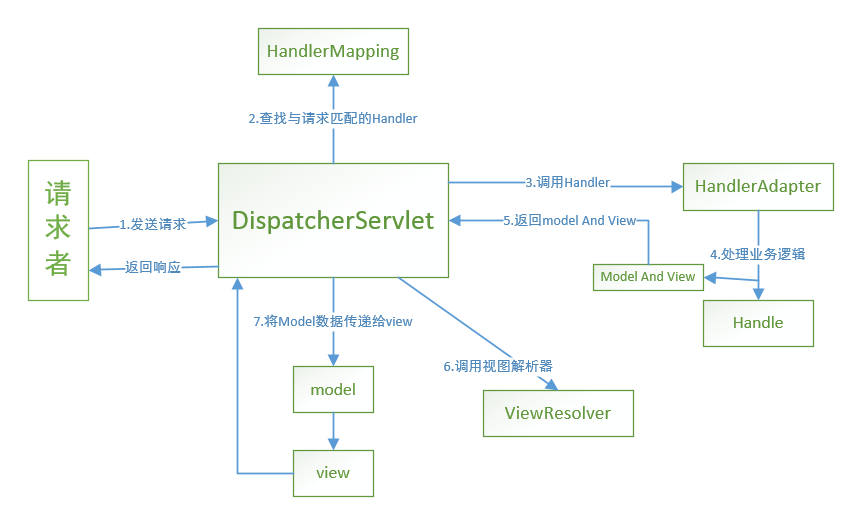 HandlerMapping
2.查找与请求匹配的Handler
请
求
者
1.发送请求
返回响应
DispatcherServlet
3.调用Handler
HandlerAdapter
5.返回model And View
4.处理业务逻辑
Model And View
Handle
7.将Model数据传递给view
6.调用视图解析器
model
ViewResolver
view